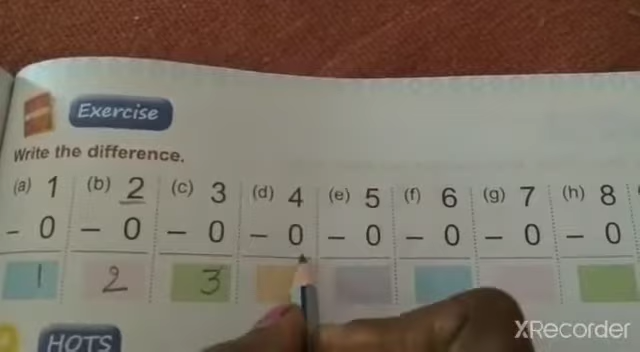 Exercise
Write the difference.
(a) 1 (b) 2 (c) 3 (d) 4 (e) 5 (f) 6 (g) 7 (h) 8
- 0 - 0 - 0 - 0 - 0 - 0 - 0 - 0
1 2 3
HOTS
XRecorder